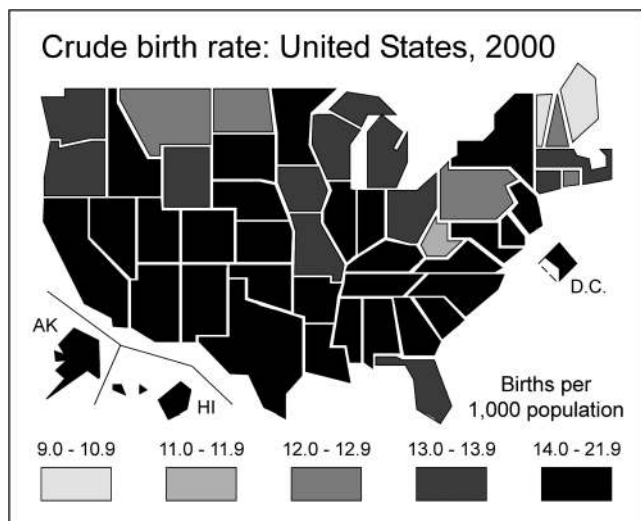 Crude birth rate: United States, 2000
D.C.
AK
HI
Births per
1,000 population
9.0 - 10.9
11.0 - 11.9
12.0 - 12.9
13.0 - 13.9
14.0 - 21.9